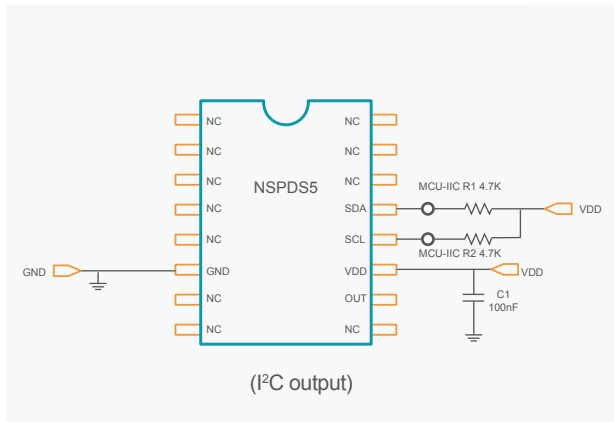 NC NC
NC NC
NC NC
NSPDS5
MCU-IIC R1 4.7K
NC SDA
VDD
NC SCL
MCU-IIC R2 4.7K
GND GND VDD
VDD
NC OUT
C1
100nF
NC NC
(I²C output)